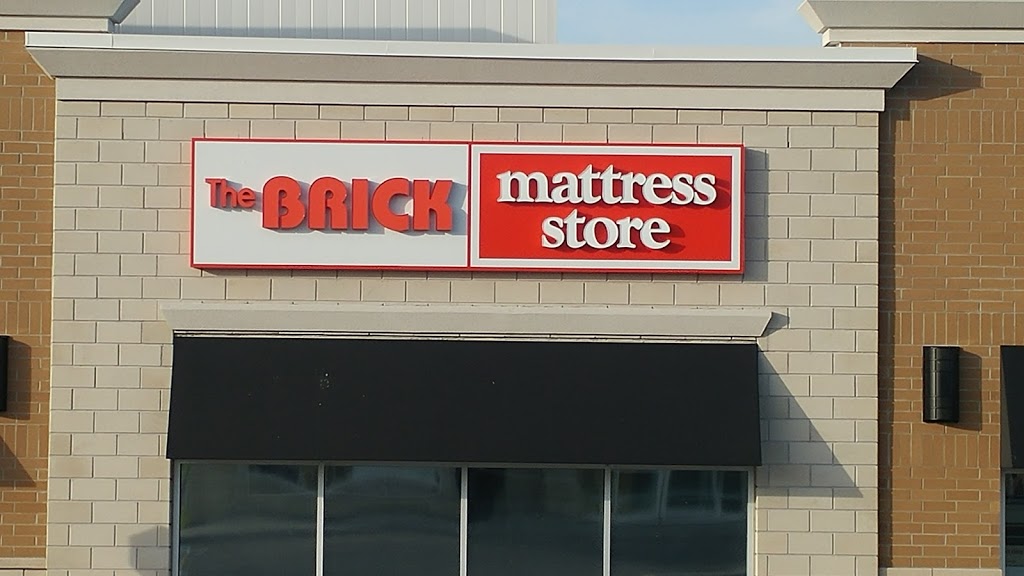 The BRICK
mattress
store